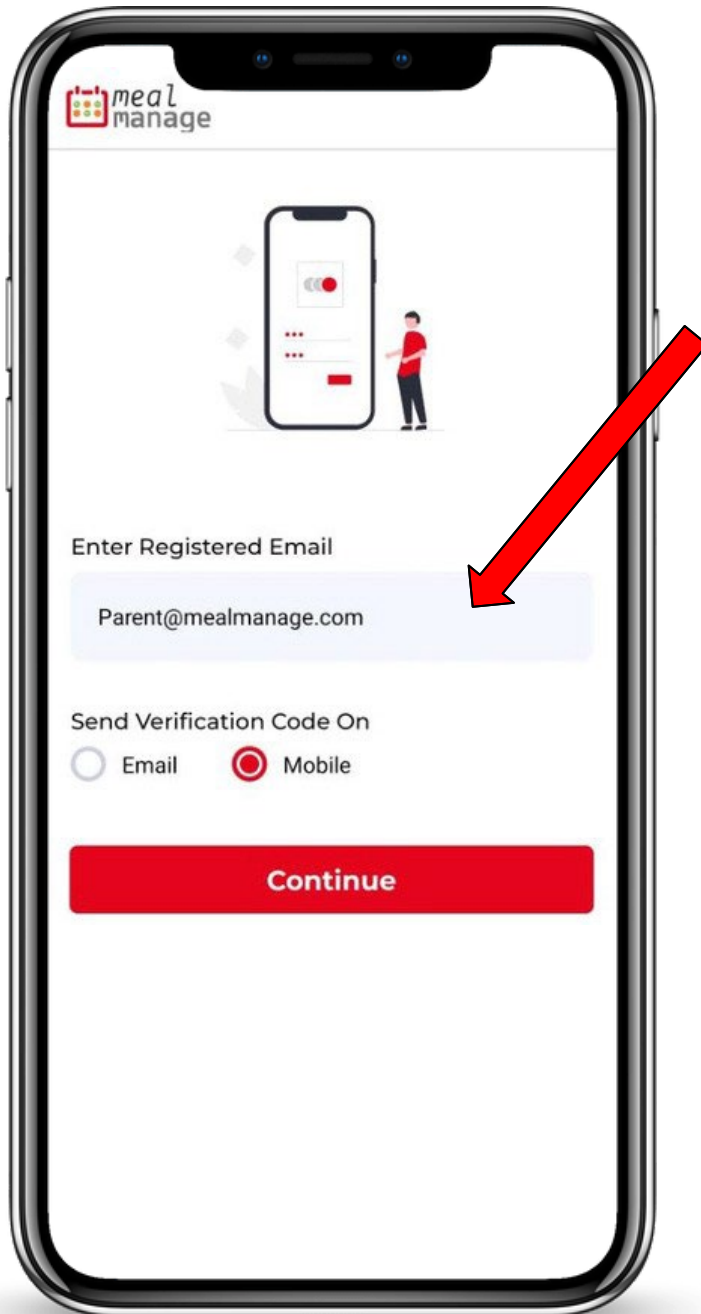 meal
manage
Enter Registered Email
Parent@mealmanage.com
Send Verification Code On
Email Mobile
Continue